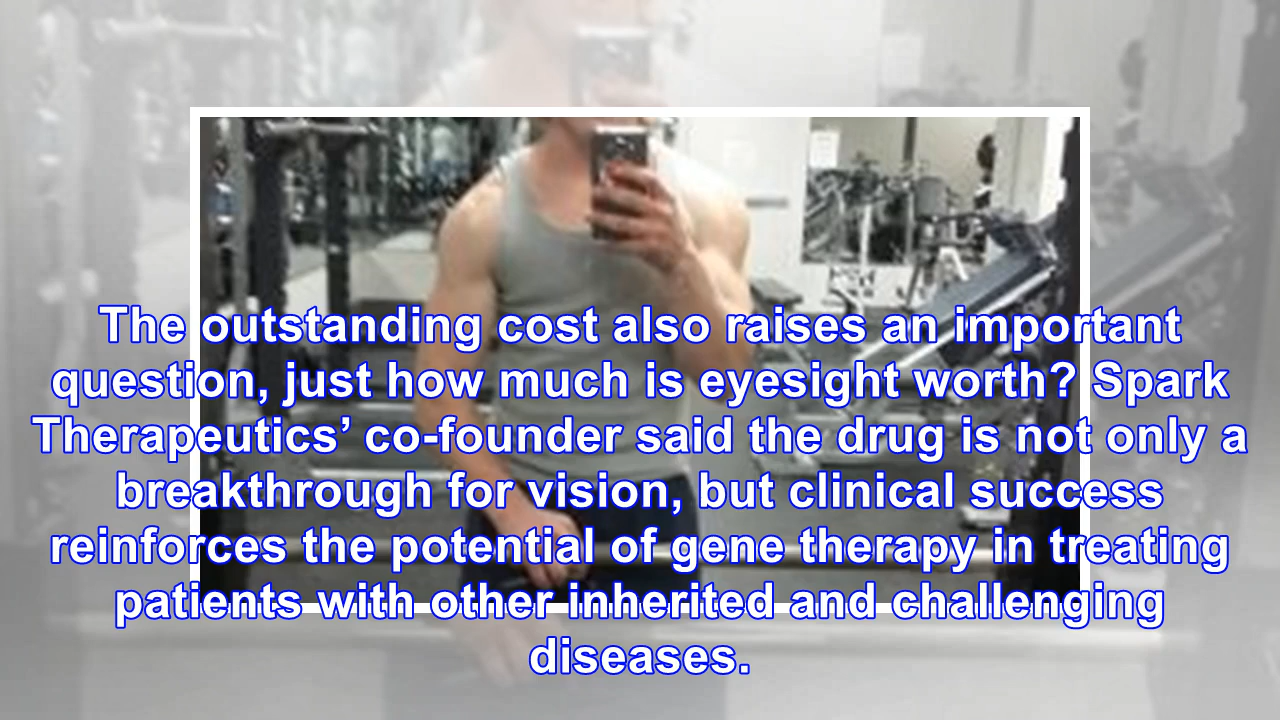 The outstanding cost also raises an important
question, just how much is eyesight worth? Spark
Therapeutics’ co-founder said the drug is not only a
breakthrough for vision, but clinical success
reinforces the potential of gene therapy in treating
patients with other inherited and challenging
diseases.